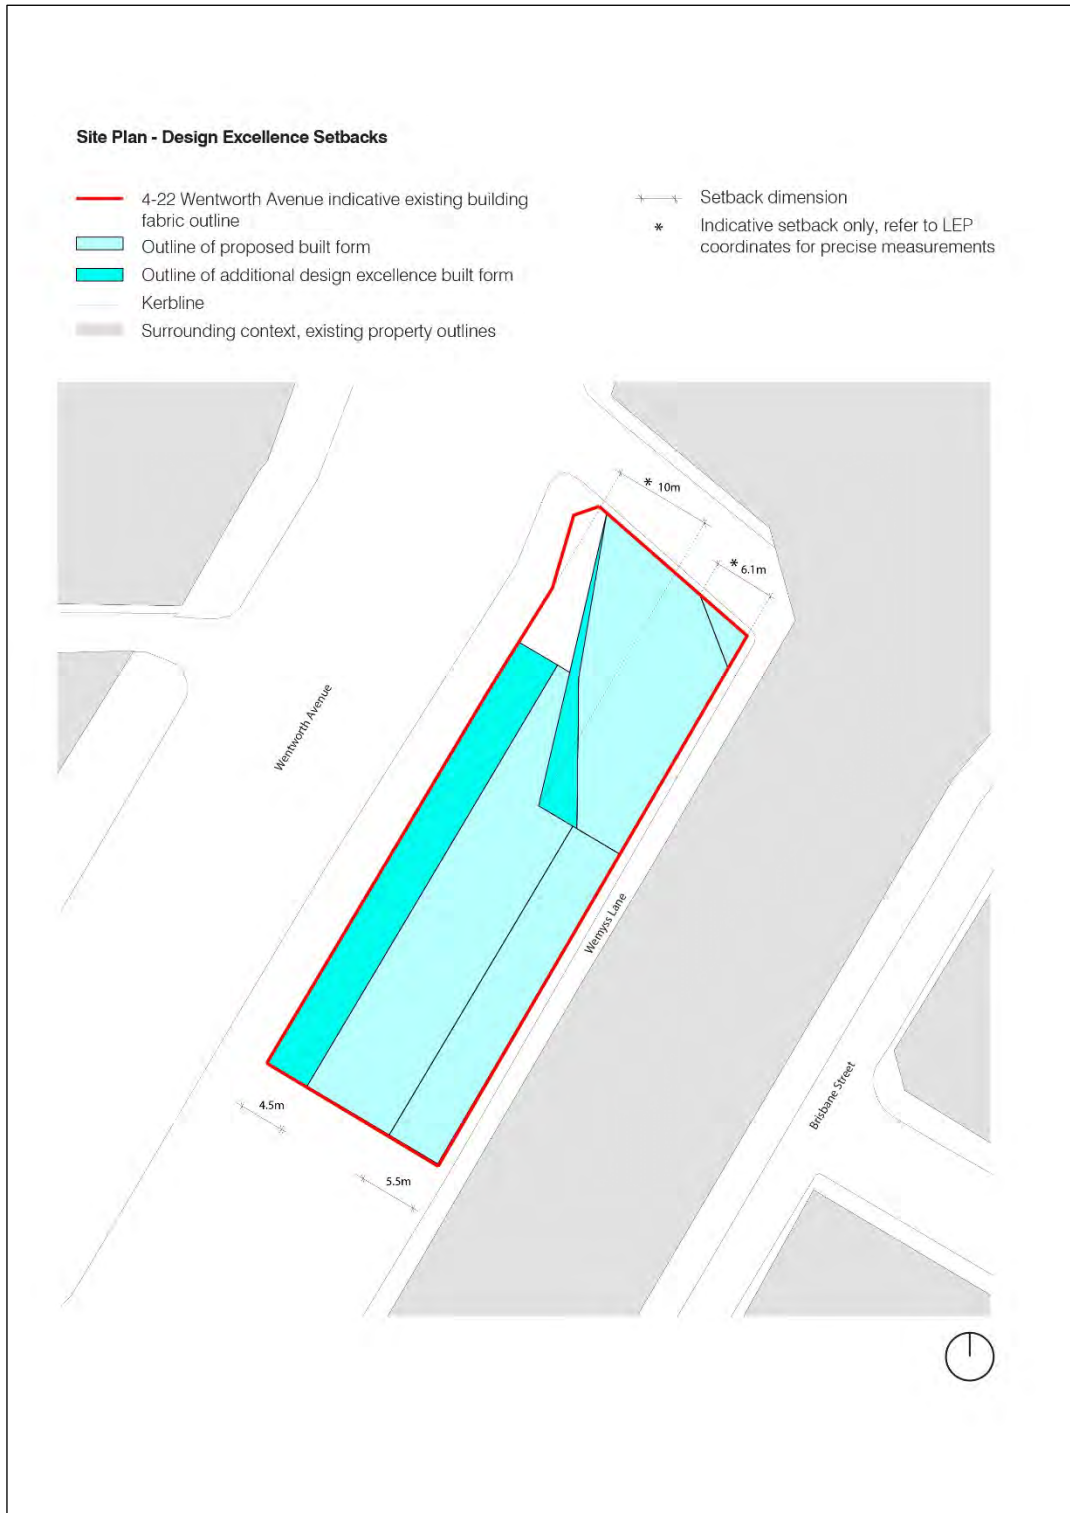 Site Plan - Design Excellence Setbacks
4-22 Wentworth Avenue indicative existing building
fabric outline
Outline of proposed built form
Outline of additional design excellence built form
Kerbline
Surrounding context, existing property outlines
Setback dimension
* Indicative setback only, refer to LEP
coordinates for precise measurements
* 10m
* 6.1m
Wentworth Avenue
Wemyss Lane
Brisbane Street
4.5m
5.5m